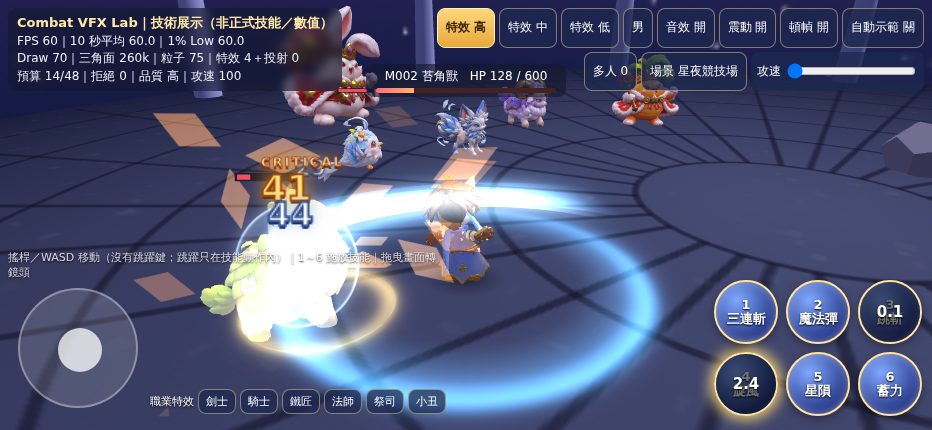 Combat VFX Lab｜技術展示（非正式技能／數值）
FPS 60｜10 秒平均 60.0｜1% Low 60.0
Draw 70｜三角面 260k｜粒子 75｜特效 4＋投射 0
預算 14/48｜拒絕 0｜品質 高｜攻速 100
特效 高
特效 中
特效 低
男
音效 開
震動 開
頓幀 開
自動示範 關
多人 0
場景 星夜競技場
攻速
M002 苔角獸 HP 128 / 600
CRITICAL
41
44
搖桿／WASD 移動（沒有跳躍鍵；跳躍只在技能動作內）｜1～6 施放技能｜拖曳畫面轉
鏡頭
1
三連斬
2
魔法彈
3
跳斬
0.1
4
旋風
2.4
5
星隕
6
蓄力
職業特效
劍士
騎士
鐵匠
法師
祭司
小丑